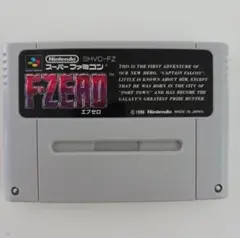 Nintendo SHVC-FZ
スーパーファミコン
F-ZERO
エフゼロ
THIS IS THE FIRST ADVENTURE OF
OUR NEW HERO, "CAPTAIN FALCON".
LITTLE IS KNOWN ABOUT HIM, EXCEPT
THAT HE WAS BORN IN THE CITY OF
"PORT TOWN" AND HAS BECOME THE
GALAXY'S GREATEST PRIZE HUNTER.
© 1990 Nintendo MADE IN JAPAN